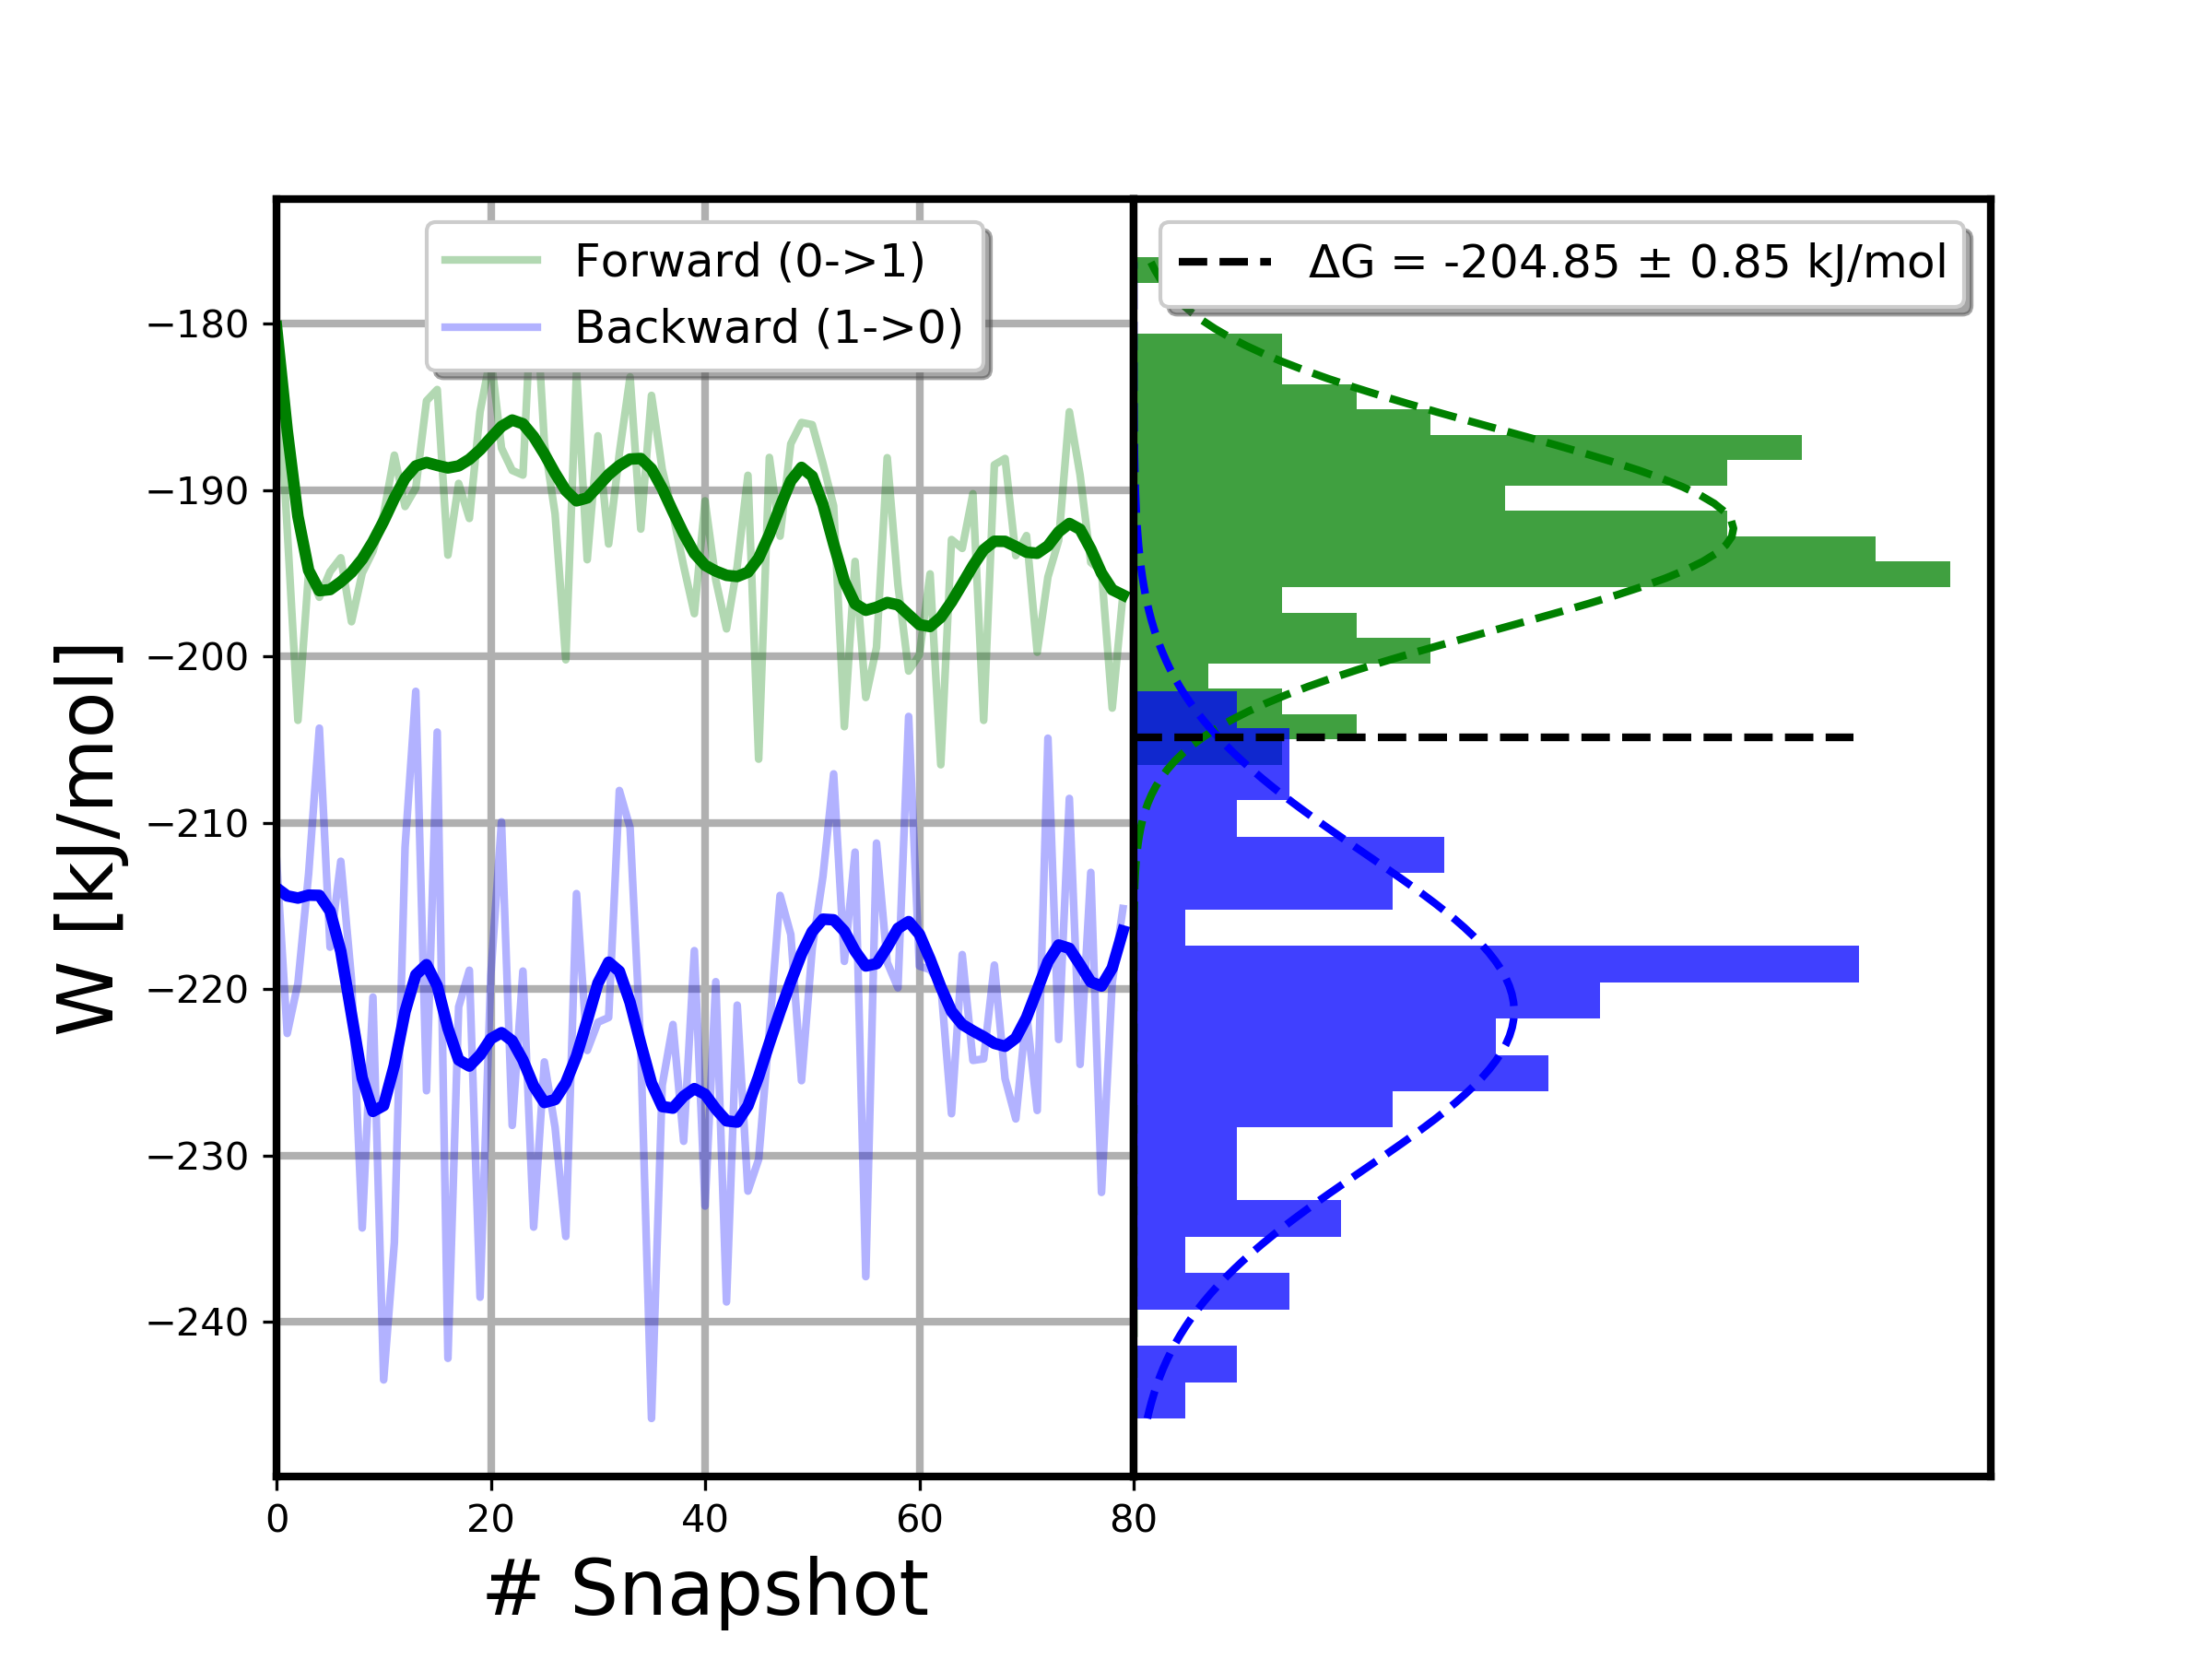 Forward (0->1)
Backward (1->0)
ΔG = -204.85 ± 0.85 kJ/mol
W [kJ/mol]
−180
−190
−200
−210
−220
−230
−240
0 20 40 60 80
# Snapshot